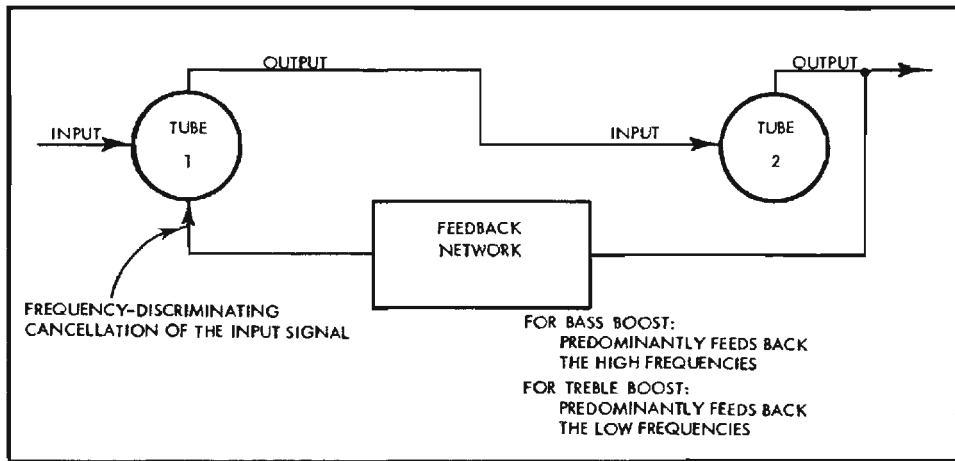 OUTPUT
OUTPUT
INPUT
TUBE
1
INPUT
TUBE
2
FEEDBACK
NETWORK
FREQUENCY-DISCRIMINATING
CANCELLATION OF THE INPUT SIGNAL
FOR BASS BOOST:
PREDOMINANTLY FEEDS BACK
THE HIGH FREQUENCIES
FOR TREBLE BOOST:
PREDOMINANTLY FEEDS BACK
THE LOW FREQUENCIES